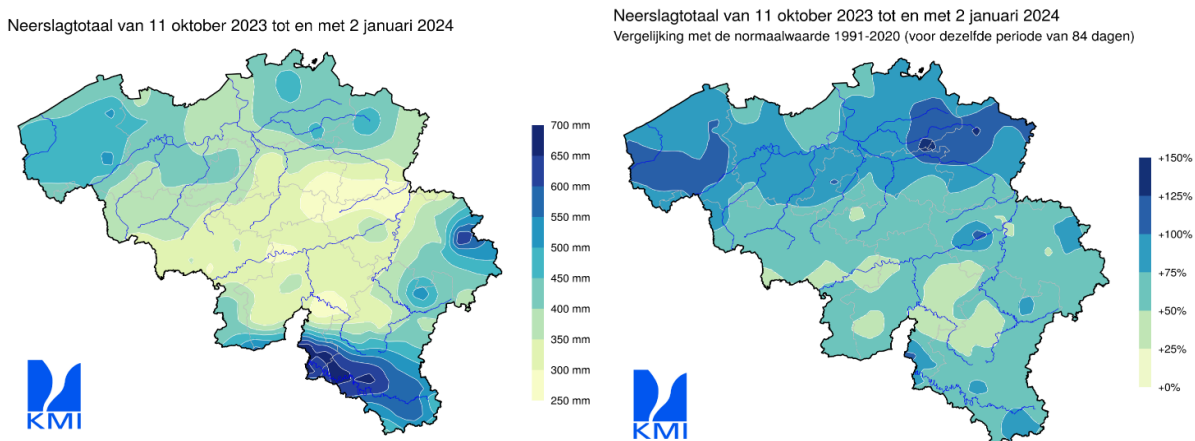 Neerslagtotaal van 11 oktober 2023 tot en met 2 januari 2024
700 mm
650 mm
600 mm
550 mm
500 mm
450 mm
400 mm
350 mm
300 mm
250 mm
KMI
Neerslagtotaal van 11 oktober 2023 tot en met 2 januari 2024
Vergelijking met de normaalwaarde 1991-2020 (voor dezelfde periode van 84 dagen)
+150%
+125%
+100%
+75%
+50%
+25%
+0%
KMI